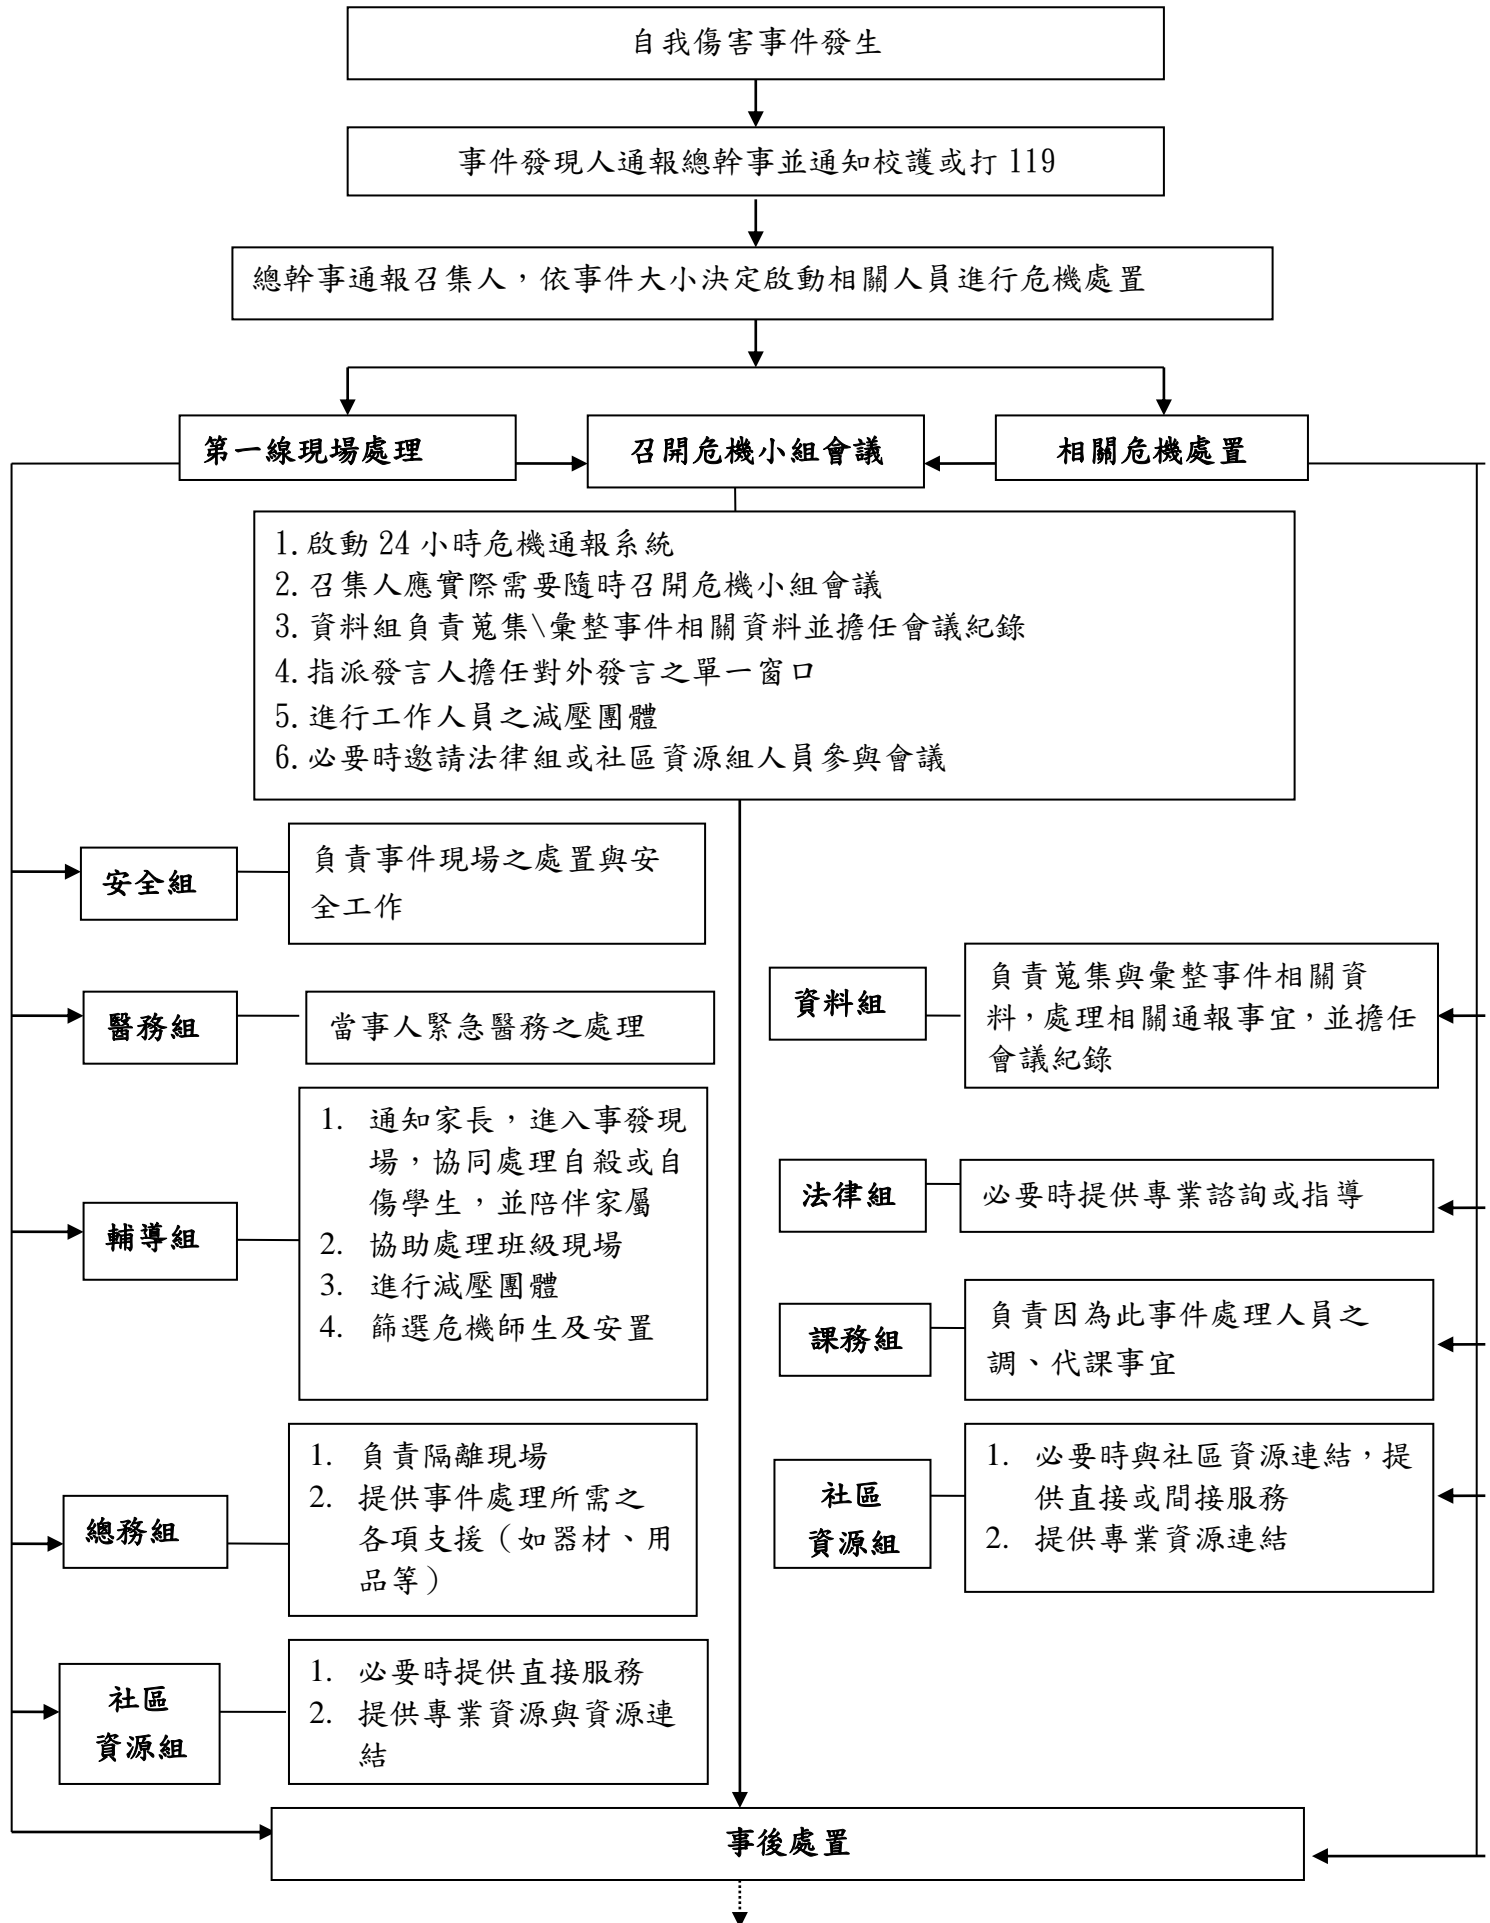 自我傷害事件發生
事件發現人通報總幹事並通知校護或打 119
總幹事通報召集人，依事件大小決定啟動相關人員進行危機處置
第一線現場處理
召開危機小組會議
相關危機處置
1.啟動 24 小時危機通報系統
2.召集人應實際需要隨時召開危機小組會議
3.資料組負責蒐集\彙整事件相關資料並擔任會議紀錄
4.指派發言人擔任對外發言之單一窗口
5.進行工作人員之減壓團體
6.必要時邀請法律組或社區資源組人員參與會議
安全組
負責事件現場之處置與安
全工作
醫務組
當事人緊急醫務之處理
輔導組
1. 通知家長，進入事發現
場，協同處理自殺或自
傷學生，並陪伴家屬
2. 協助處理班級現場
3. 進行減壓團體
4. 篩選危機師生及安置
總務組
1. 負責隔離現場
2. 提供事件處理所需之
各項支援（如器材、用
品等）
社區
資源組
1. 必要時提供直接服務
2. 提供專業資源與資源連
結
資料組
負責蒐集與彙整事件相關資
料，處理相關通報事宜，並擔任
會議紀錄
法律組
必要時提供專業諮詢或指導
課務組
負責因為此事件處理人員之
調、代課事宜
社區
資源組
1. 必要時與社區資源連結，提
供直接或間接服務
2. 提供專業資源連結
事後處置